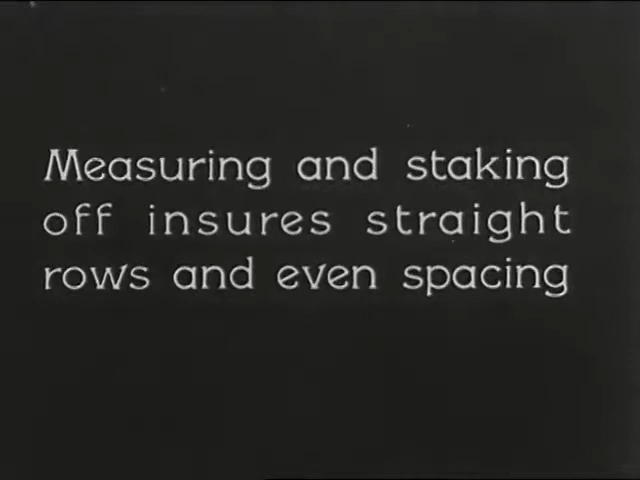 Measuring and staking
off insures straight
rows and even spacing